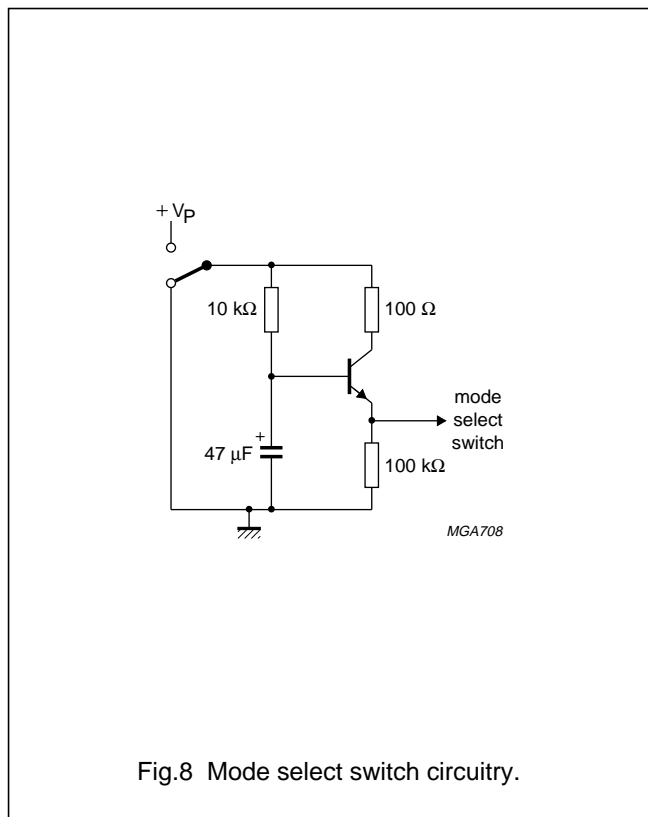 + VP
10 kΩ
100 Ω
mode
select
switch
47 μF
+
100 kΩ
MGA708
Fig.8 Mode select switch circuitry.